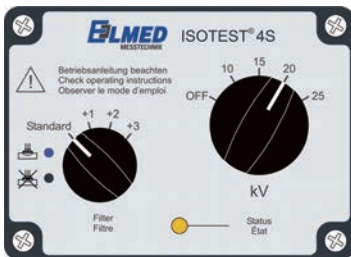 ELMED
MESSTECHNIK
ISOTEST® 4S
Betriebsanleitung beachten
Check operating instructions
Observer le mode d'emploi
Standard +1 +2 +3
OFF 10 15 20 25
kV
Filter
Filtre
Status
État